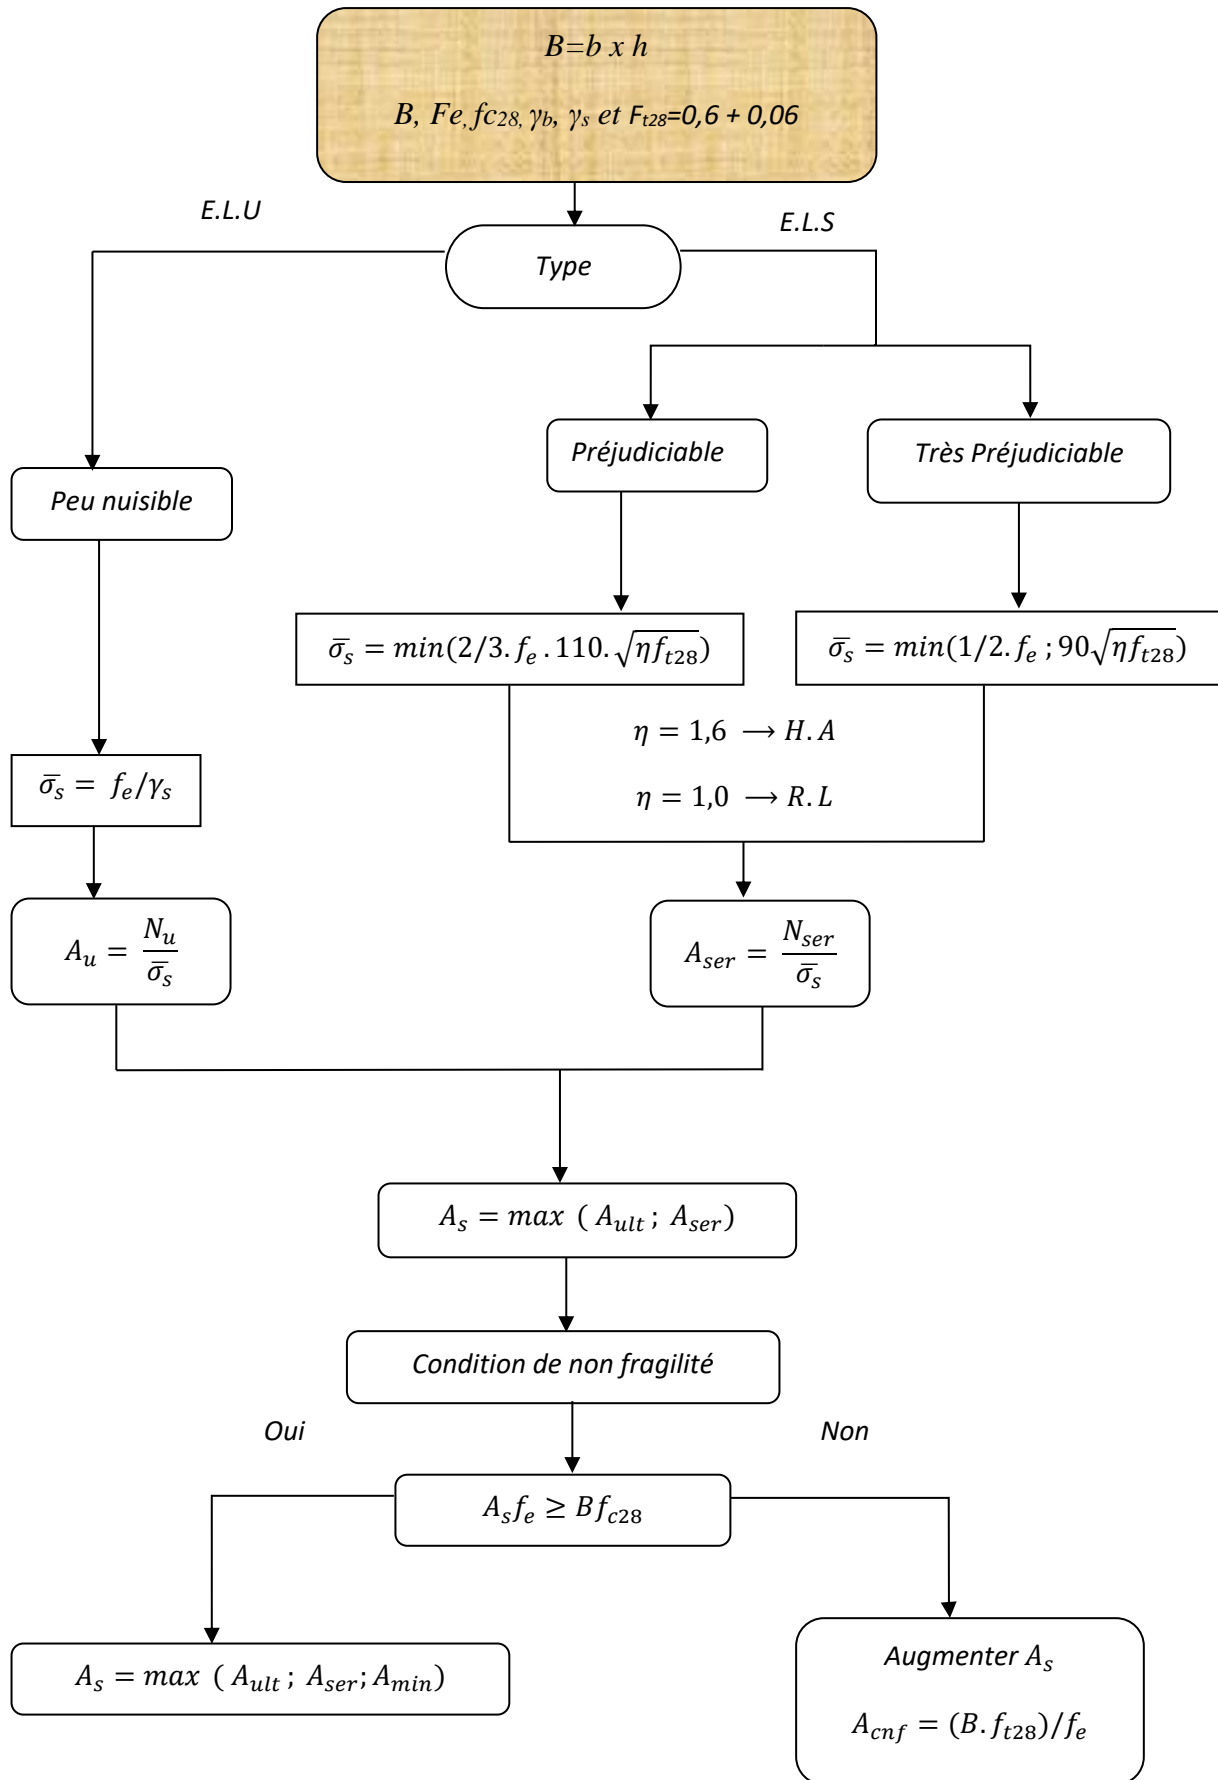 B=b x h
B, Fe, fc28, γb, γs et Ft28=0,6 + 0,06
E.L.U
E.L.S
Type
Préjudiciable
Très Préjudiciable
Peu nuisible
σ̅s = min(2/3. fe . 110. √ηft28)
σ̅s = min(1/2. fe ; 90√ηft28)
η = 1,6 → H. A
σ̅s = fe/γs
η = 1,0 → R. L
Au = Nu/σ̅s
Aser = Nser/σ̅s
As = max ( Ault ; Aser)
Condition de non fragilité
Oui
Non
Asfe ≥ Bfc28
As = max ( Ault ; Aser; Amin)
Augmenter As
Acnf = (B. ft28)/fe